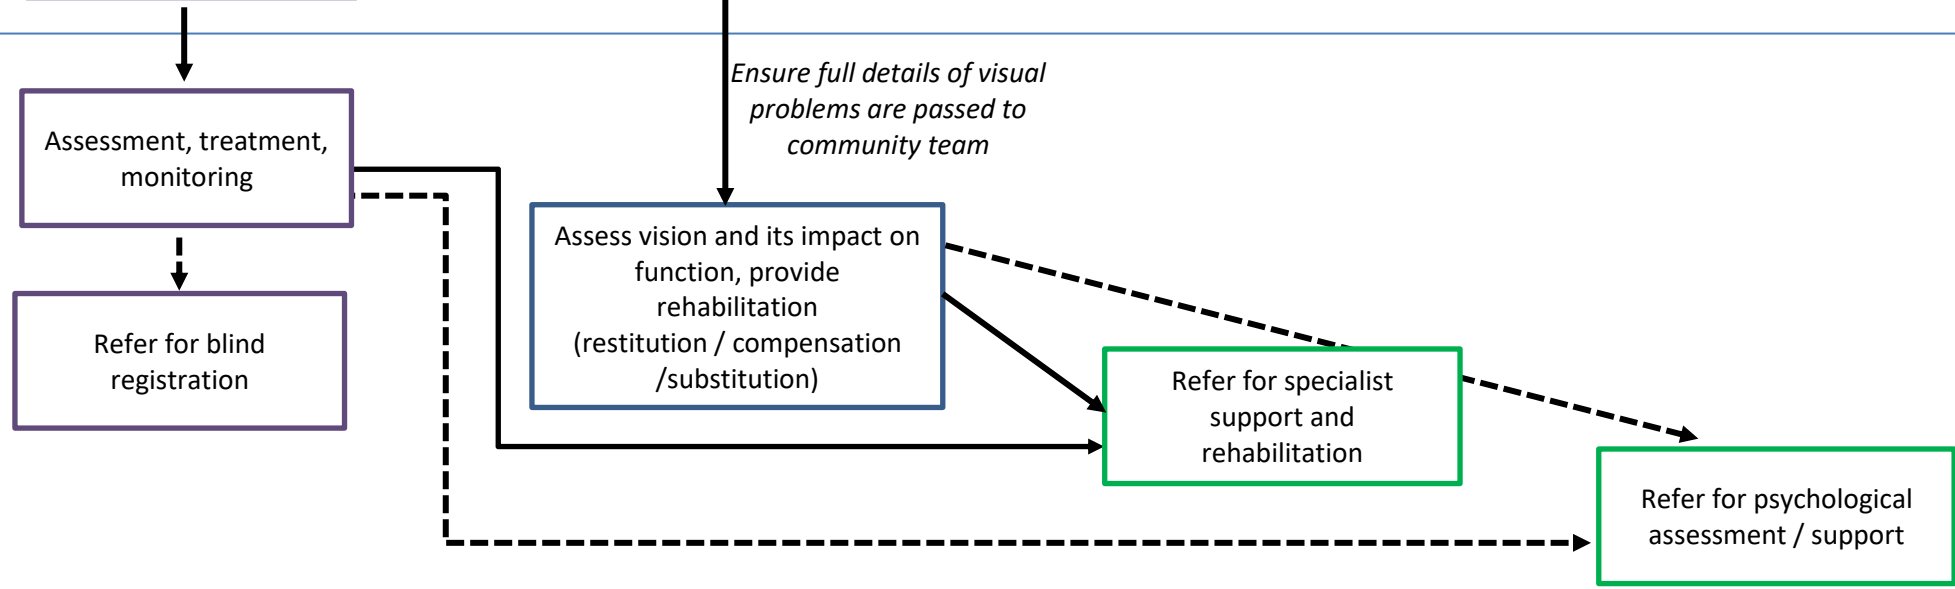 Ensure full details of visual
problems are passed to
community team
Assessment, treatment,
monitoring
Assess vision and its impact on
function, provide
rehabilitation
(restitution / compensation
/substitution)
Refer for blind
registration
Refer for specialist
support and
rehabilitation
Refer for psychological
assessment / support